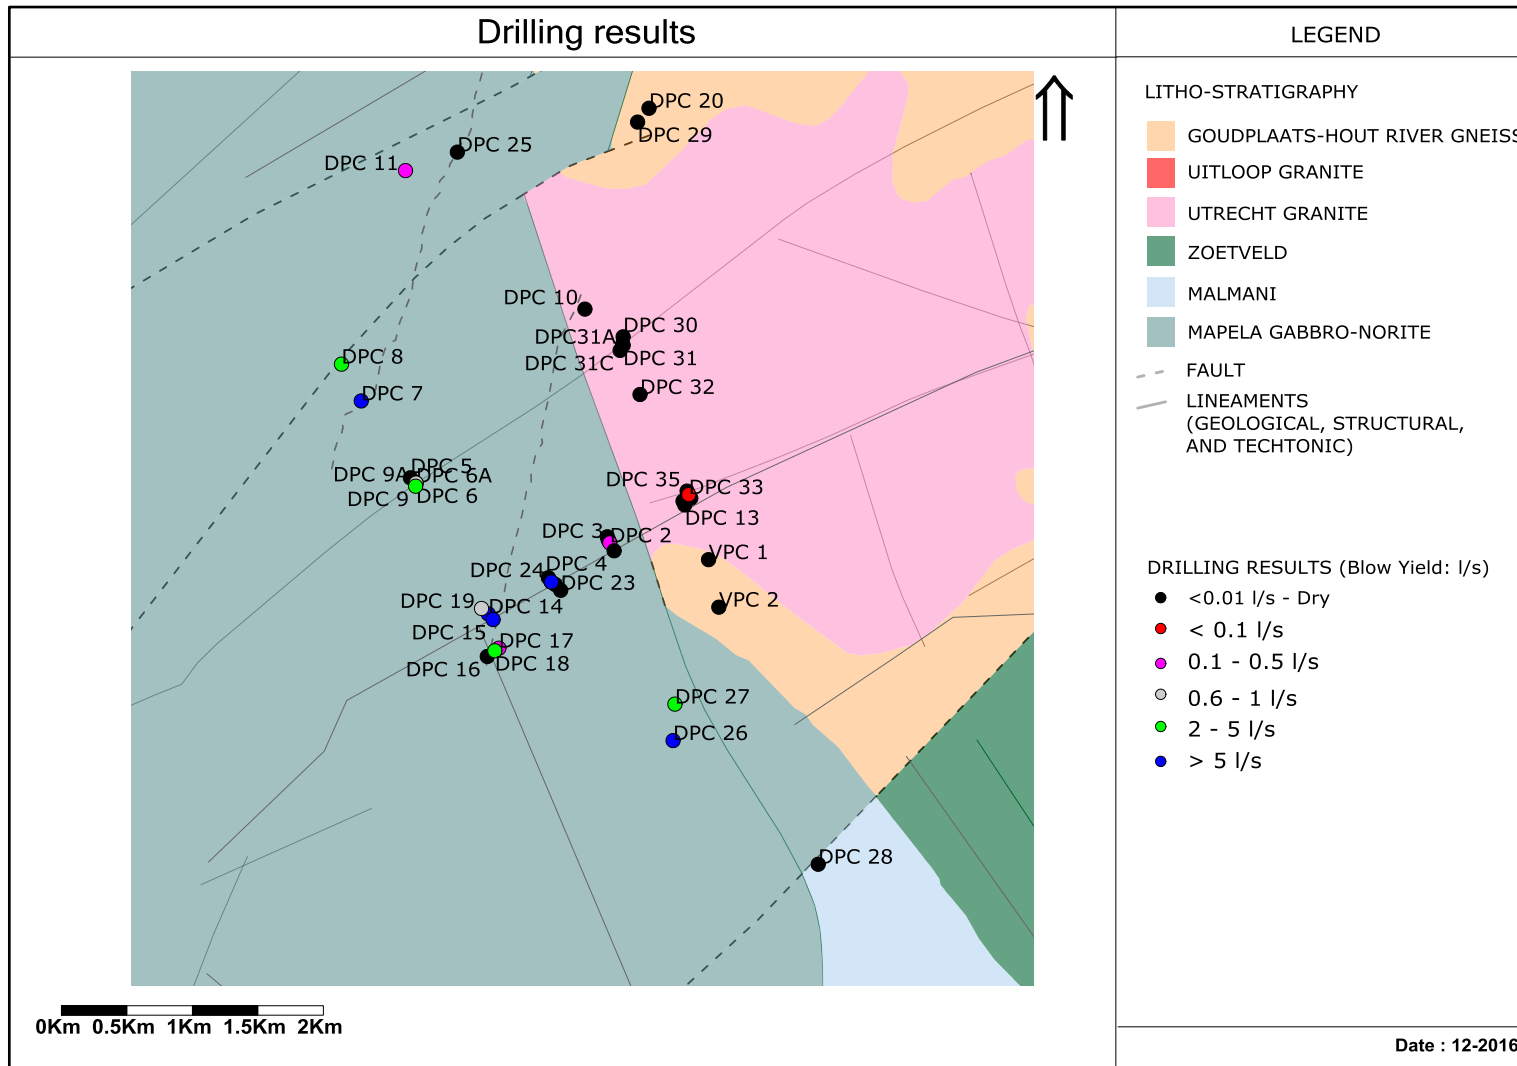 Drilling results
LEGEND
DPC 20
DPC 29
DPC 25
DPC 11
DPC 10
DPC 30
DPC31A
DPC 31
DPC 31C
DPC 32
DPC 8
DPC 7
DPC 5
DPC 9A
DPC 6A
DPC 9
DPC 6
DPC 35
DPC 33
DPC 13
DPC 3
DPC 2
VPC 1
DPC 4
DPC 24
DPC 23
VPC 2
DPC 19
DPC 14
DPC 15
DPC 17
DPC 16
DPC 18
DPC 27
DPC 26
DPC 28
LITHO-STRATIGRAPHY
GOUDPLAATS-HOUT RIVER GNEISS
UITLOOP GRANITE
UTRECHT GRANITE
ZOETVELD
MALMANI
MAPELA GABBRO-NORITE
FAULT
LINEAMENTS
(GEOLOGICAL, STRUCTURAL,
AND TECHTONIC)
DRILLING RESULTS (Blow Yield: l/s)
<0.01 l/s - Dry
< 0.1 l/s
0.1 - 0.5 l/s
0.6 - 1 l/s
2 - 5 l/s
> 5 l/s
0Km 0.5Km 1Km 1.5Km 2Km
Date : 12-2016